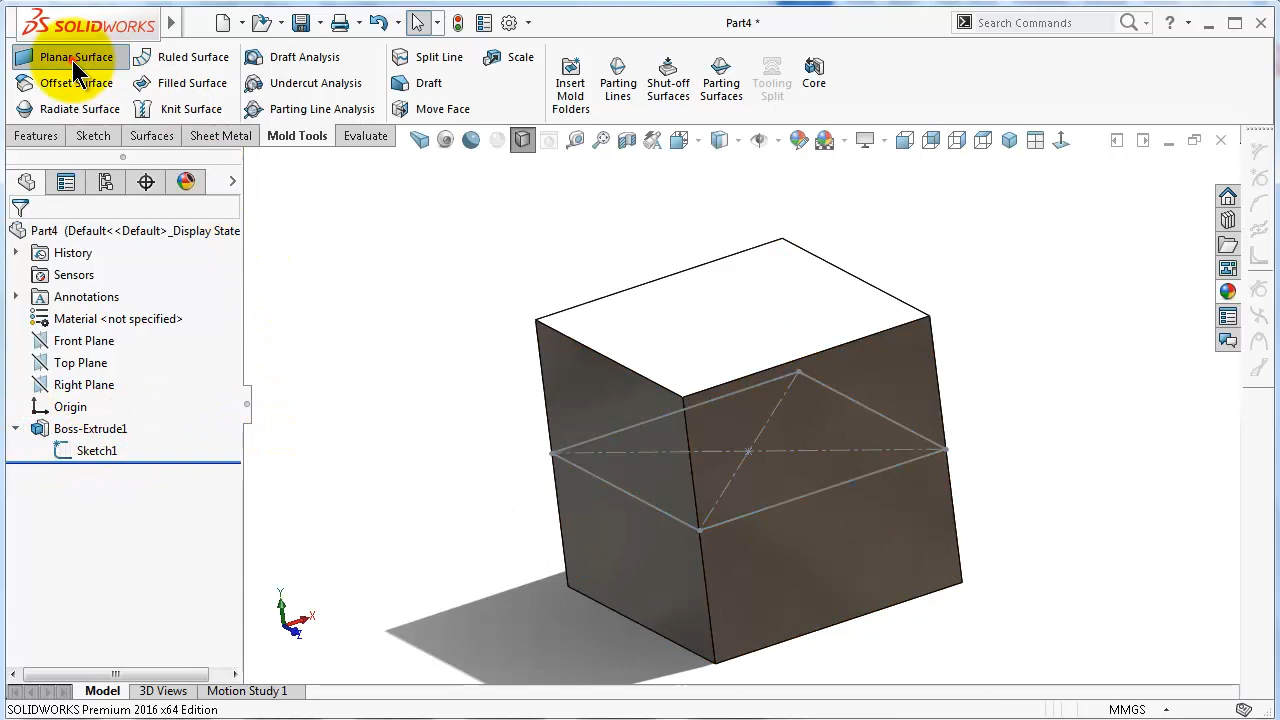 SOLIDWORKS
Part4 *
Search Commands
Planar Surface
Ruled Surface
Draft Analysis
Split Line
Scale
Offset Surface
Filled Surface
Undercut Analysis
Draft
Radiate Surface
Knit Surface
Parting Line Analysis
Move Face
Insert Mold Folders
Parting Lines
Shut-off Surfaces
Parting Surfaces
Tooling Split
Core
Features
Sketch
Surfaces
Sheet Metal
Mold Tools
Evaluate
Part4 (Default<<Default>_Display State
History
Sensors
Annotations
Material <not specified>
Front Plane
Top Plane
Right Plane
Origin
Boss-Extrude1
Sketch1
Y
X
Z
Model
3D Views
Motion Study 1
SOLIDWORKS Premium 2016 x64 Edition
MMGS